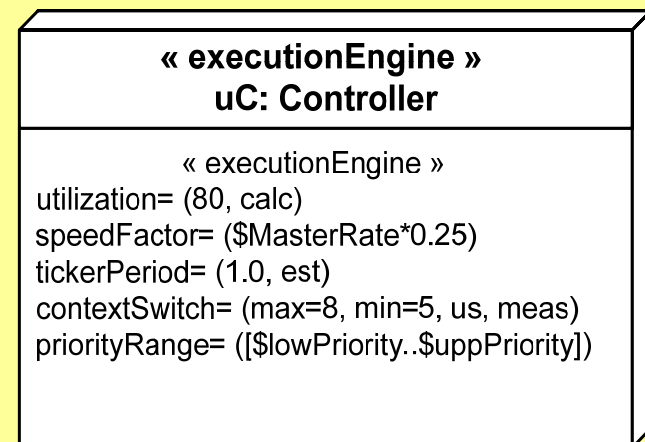 « executionEngine »
uC: Controller
« executionEngine »
utilization= (80, calc)
speedFactor= ($MasterRate*0.25)
tickerPeriod= (1.0, est)
contextSwitch= (max=8, min=5, us, meas)
priorityRange= ([$lowPriority..$uppPriority])